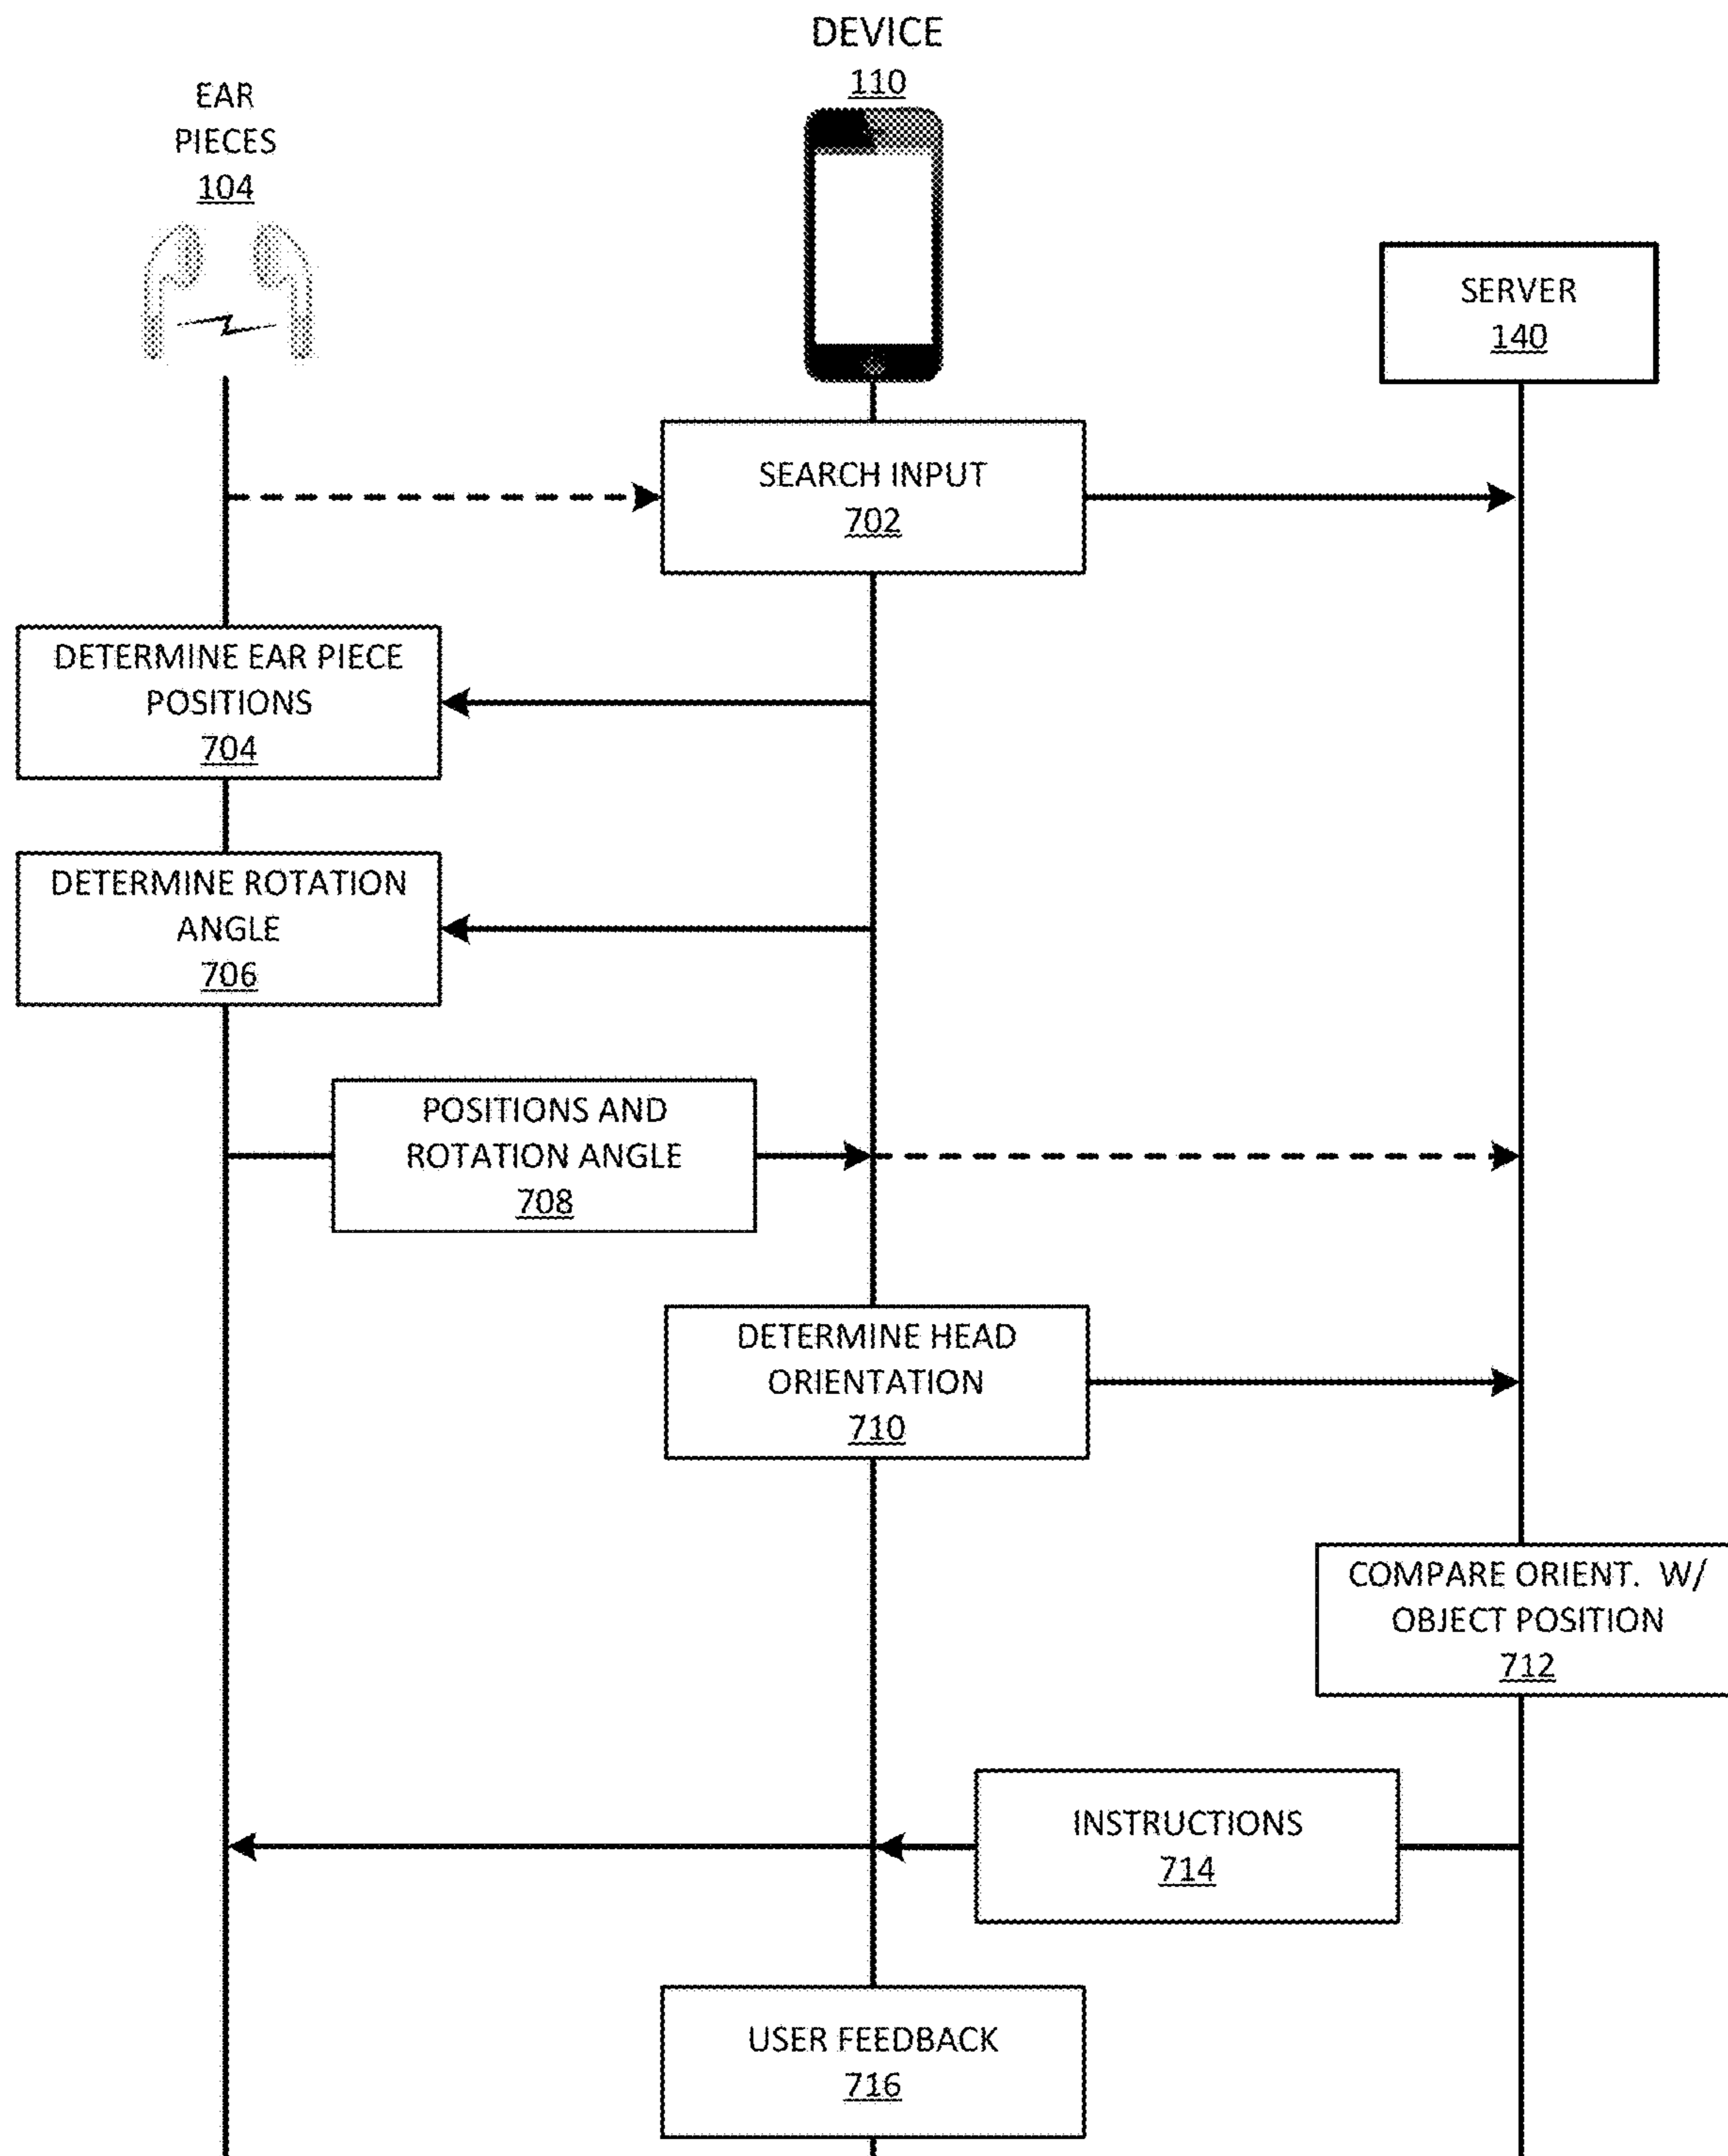 DEVICE
110
EAR
PIECES
104
SERVER
140
SEARCH INPUT
702
DETERMINE EAR PIECE
POSITIONS
704
DETERMINE ROTATION
ANGLE
706
POSITIONS AND
ROTATION ANGLE
708
DETERMINE HEAD
ORIENTATION
710
COMPARE ORIENT. W/
OBJECT POSITION
712
INSTRUCTIONS
714
USER FEEDBACK
716